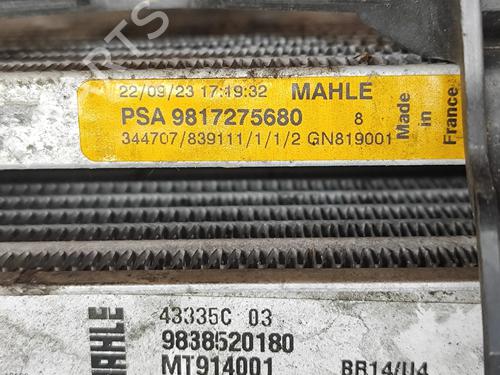 22/09/23 17:19:32 MAHLE
PSA 9817275680 8
344707/839111/1/1/2 GN819001
Made
in
France
MAHLE
43335C 03
9838520180
MT914001 BR14/U4